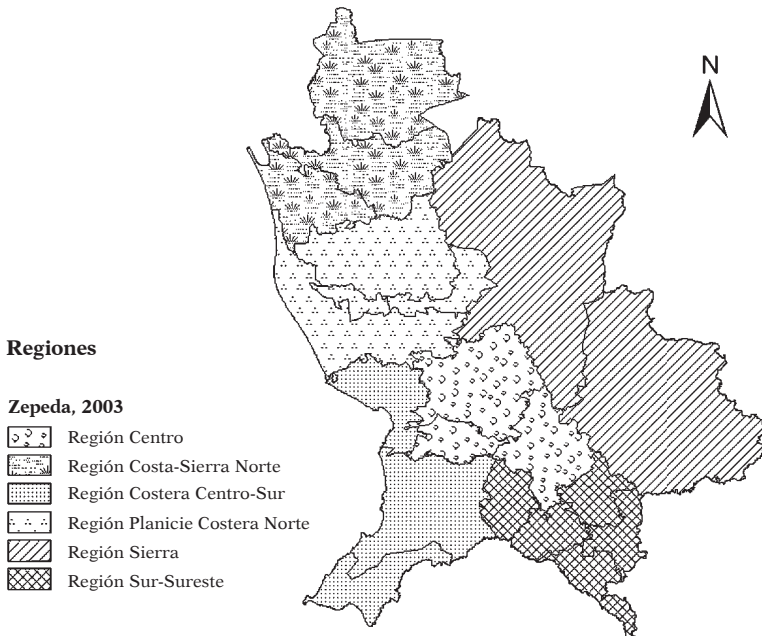 N
Regiones
Zepeda, 2003
Región Centro
Región Costa-Sierra Norte
Región Costera Centro-Sur
Región Planicie Costera Norte
Región Sierra
Región Sur-Sureste